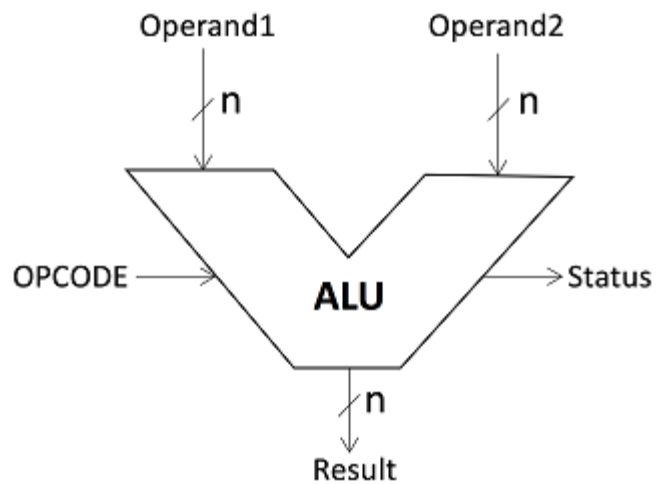 Operand1
Operand2
n
n
OPCODE
ALU
Status
n
Result